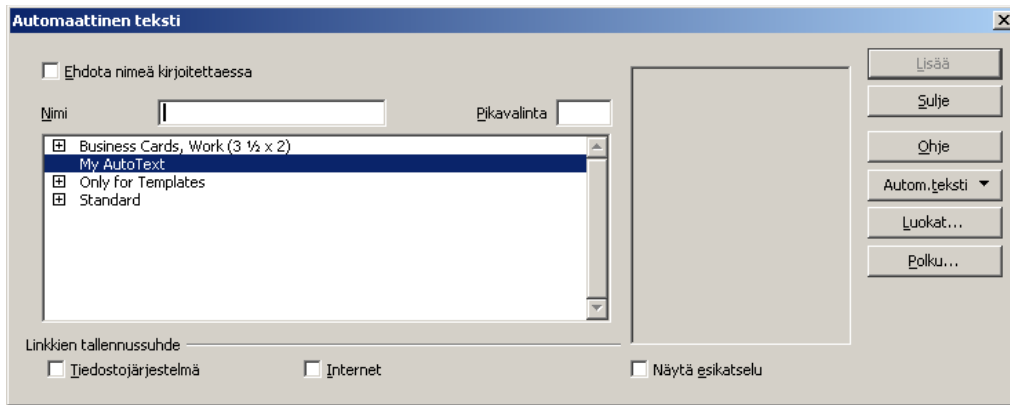 Automaattinen teksti
Ehdota nimeä kirjoitettaessa
Lisää
Nimi
Pikavalinta
Sulje
Business Cards, Work (3 ½ x 2)
My AutoText
Only for Templates
Standard
Ohje
Autom.teksti
Luokat...
Polku...
Linkkien tallennussuhde
Tiedostojärjestelmä
Internet
Näytä esikatselu